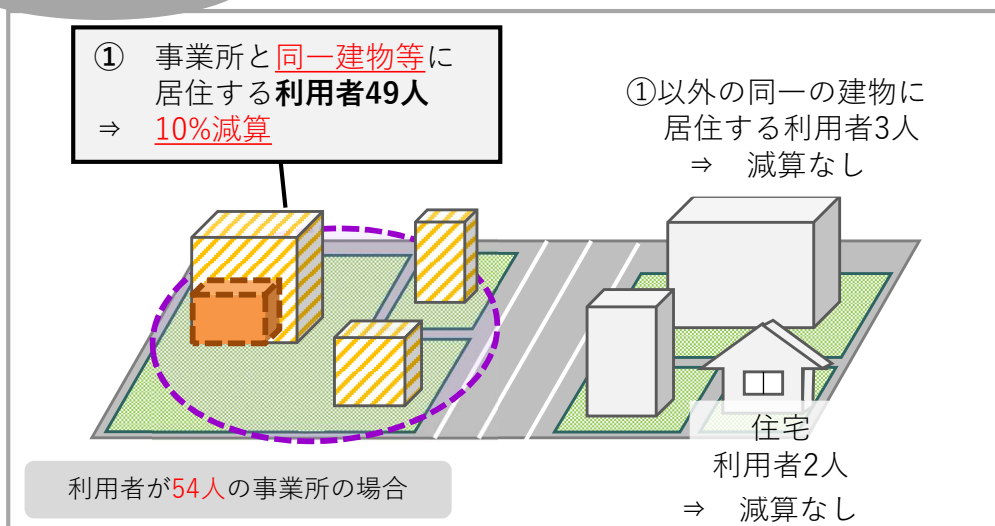 ① 事業所と同一建物等に
居住する利用者49人
⇒ 10%減算
①以外の同一の建物に
居住する利用者3人
⇒ 減算なし
住宅
利用者2人
⇒ 減算なし
利用者が54人の事業所の場合